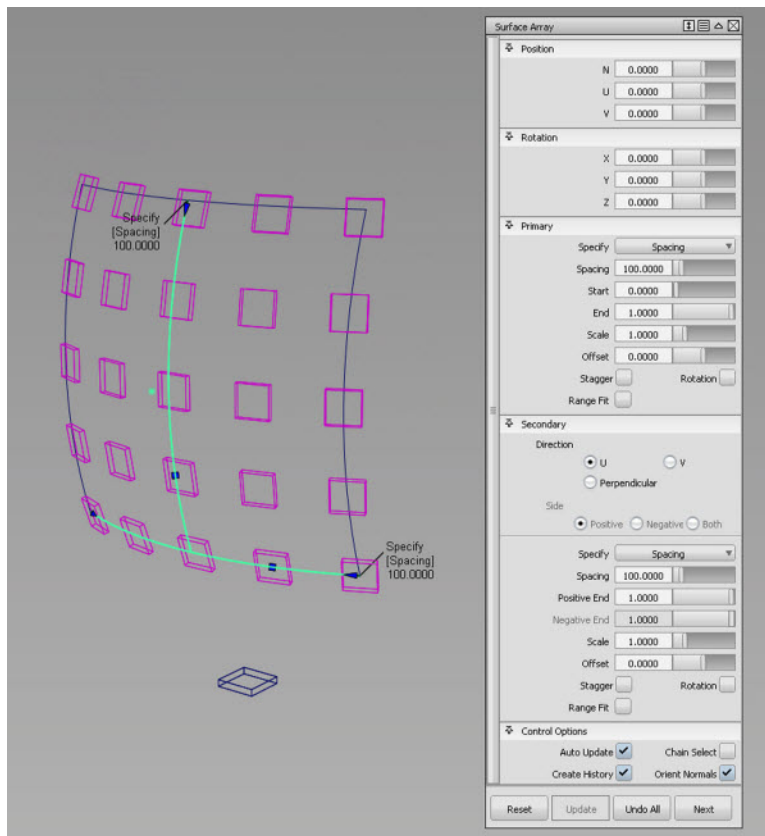 Surface Array
Position
N 0.0000
U 0.0000
V 0.0000
Rotation
X 0.0000
Y 0.0000
Z 0.0000
Primary
Specify Spacing
Spacing 100.0000
Start 0.0000
End 1.0000
Scale 1.0000
Offset 0.0000
Stagger Rotation
Range Fit
Secondary
Direction
U V
Perpendicular
Side
Positive Negative Both
Specify Spacing
Spacing 100.0000
Positive End 1.0000
Negative End 1.0000
Scale 1.0000
Offset 0.0000
Stagger Rotation
Range Fit
Control Options
Auto Update Chain Select
Create History Orient Normals
Reset Update Undo All Next
Specify
[Spacing]
100.0000
Specify
[Spacing]
100.0000